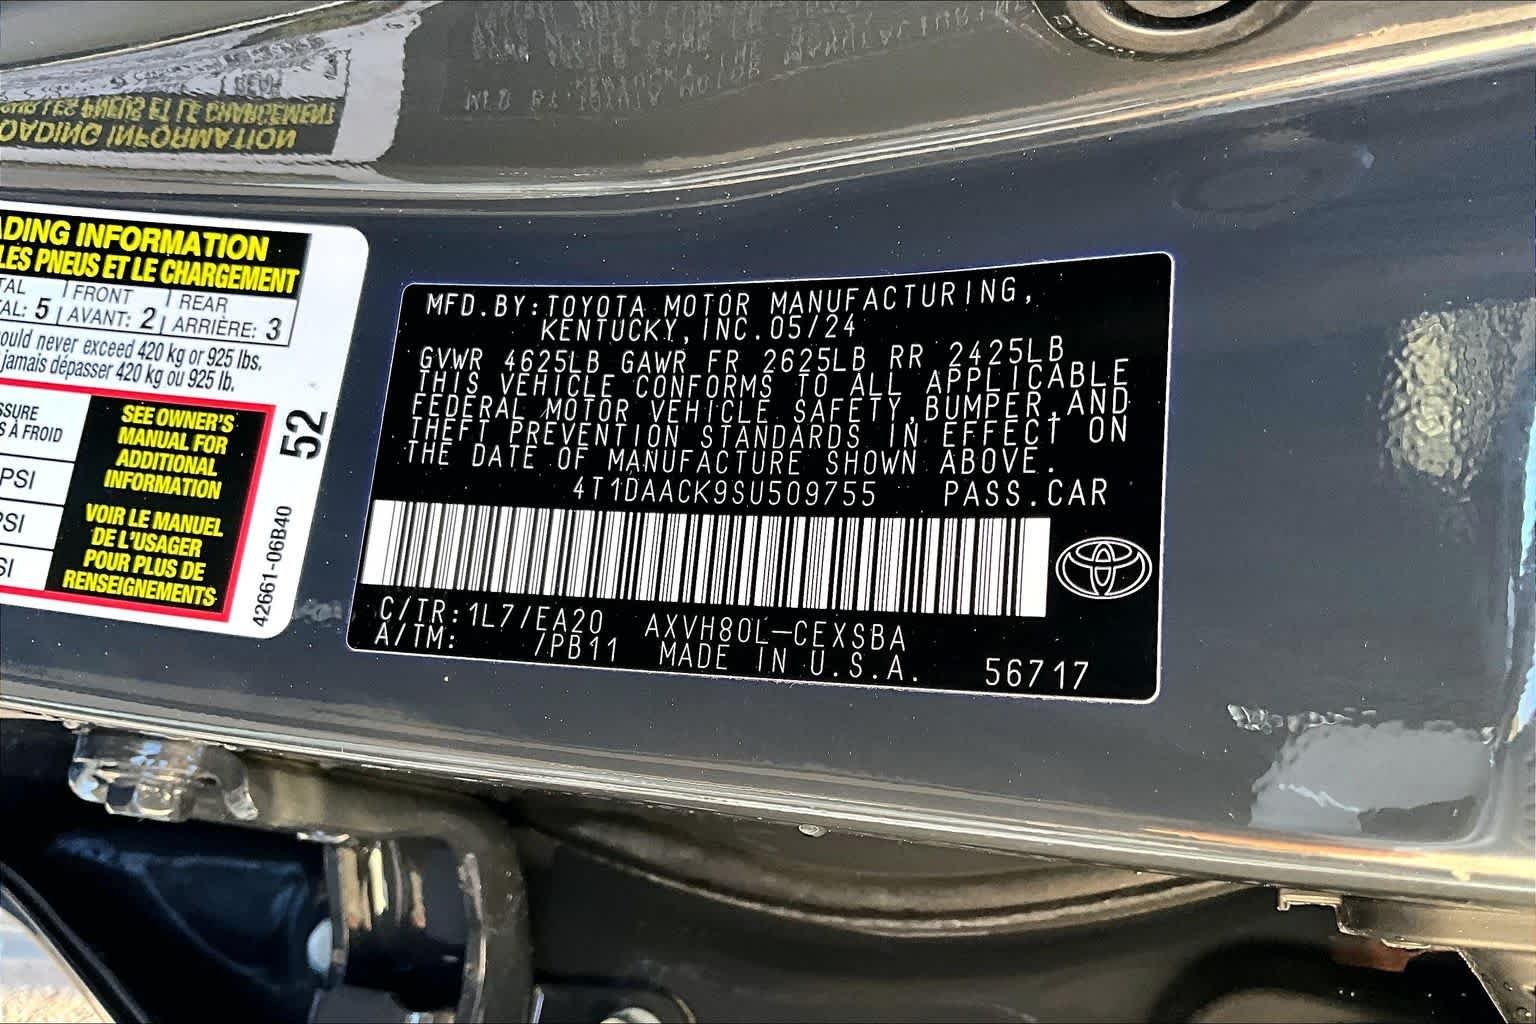 ADING INFORMATION
LES PNEUS ET LE CHARGEMENT
TAL FRONT REAR
AL: 5 AVANT: 2 ARRIÈRE: 3
ould never exceed 420 kg or 925 lbs.
jamais dépasser 420 kg ou 925 lb.
SSURE
S À FROID
PSI
PSI
SI
SEE OWNER'S
MANUAL FOR
ADDITIONAL
INFORMATION
VOIR LE MANUEL
DE L'USAGER
POUR PLUS DE
RENSEIGNEMENTS
52
42661-06B40
MFD.BY:TOYOTA MOTOR MANUFACTURING,
KENTUCKY,INC.05/24
GVWR 4625LB GAWR FR 2625LB RR 2425LB
THIS VEHICLE CONFORMS TO ALL APPLICABLE
FEDERAL MOTOR VEHICLE SAFETY,BUMPER,AND
THEFT PREVENTION STANDARDS IN EFFECT ON
THE DATE OF MANUFACTURE SHOWN ABOVE.
4T1DAACK9SU509755 PASS.CAR
C/TR:1L7/EA20 AXVH80L-CEXSBA
A/TM: /PB11 MADE IN U.S.A. 56717